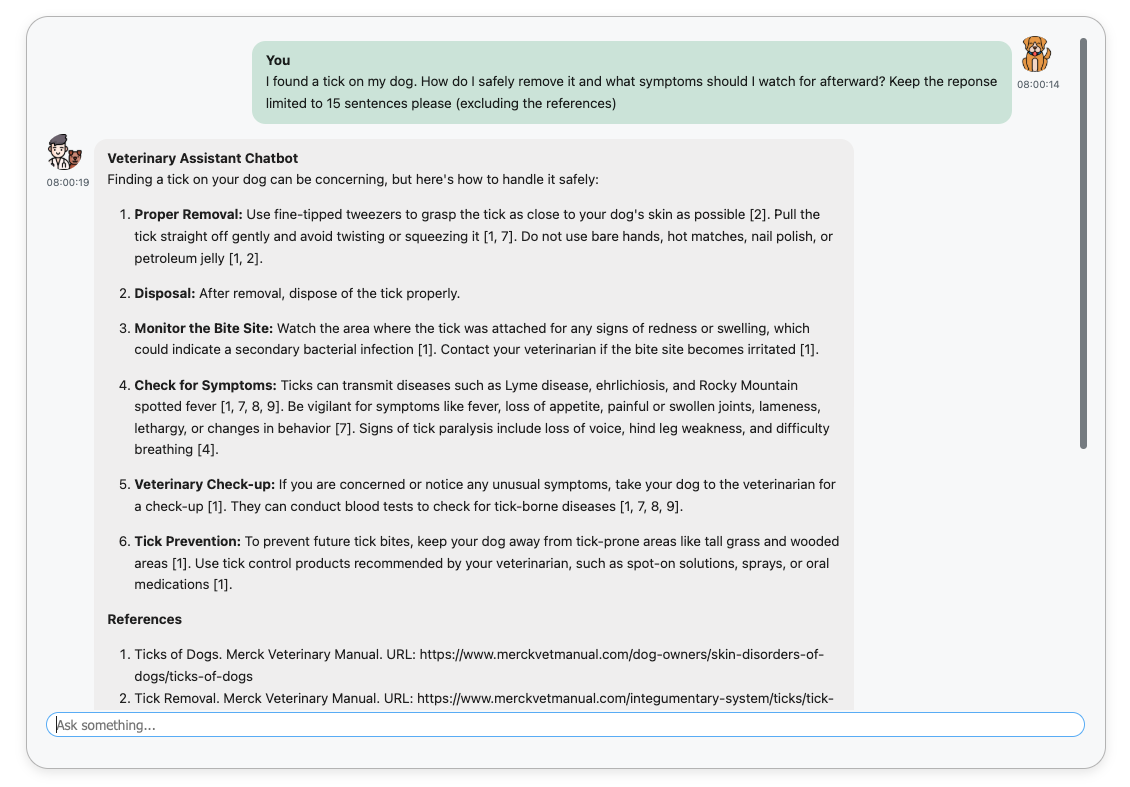 You
I found a tick on my dog. How do I safely remove it and what symptoms should I watch for afterward? Keep the reponse
limited to 15 sentences please (excluding the references)
08:00:14
08:00:19
Veterinary Assistant Chatbot
Finding a tick on your dog can be concerning, but here's how to handle it safely:
1. Proper Removal: Use fine-tipped tweezers to grasp the tick as close to your dog's skin as possible [2]. Pull the
tick straight off gently and avoid twisting or squeezing it [1, 7]. Do not use bare hands, hot matches, nail polish, or
petroleum jelly [1, 2].
2. Disposal: After removal, dispose of the tick properly.
3. Monitor the Bite Site: Watch the area where the tick was attached for any signs of redness or swelling, which
could indicate a secondary bacterial infection [1]. Contact your veterinarian if the bite site becomes irritated [1].
4. Check for Symptoms: Ticks can transmit diseases such as Lyme disease, ehrlichiosis, and Rocky Mountain
spotted fever [1, 7, 8, 9]. Be vigilant for symptoms like fever, loss of appetite, painful or swollen joints, lameness,
lethargy, or changes in behavior [7]. Signs of tick paralysis include loss of voice, hind leg weakness, and difficulty
breathing [4].
5. Veterinary Check-up: If you are concerned or notice any unusual symptoms, take your dog to the veterinarian for
a check-up [1]. They can conduct blood tests to check for tick-borne diseases [1, 7, 8, 9].
6. Tick Prevention: To prevent future tick bites, keep your dog away from tick-prone areas like tall grass and wooded
areas [1]. Use tick control products recommended by your veterinarian, such as spot-on solutions, sprays, or oral
medications [1].
References
1. Ticks of Dogs. Merck Veterinary Manual. URL: https://www.merckvetmanual.com/dog-owners/skin-disorders-of-
dogs/ticks-of-dogs
2. Tick Removal. Merck Veterinary Manual. URL: https://www.merckvetmanual.com/integumentary-system/ticks/tick-
Ask something...